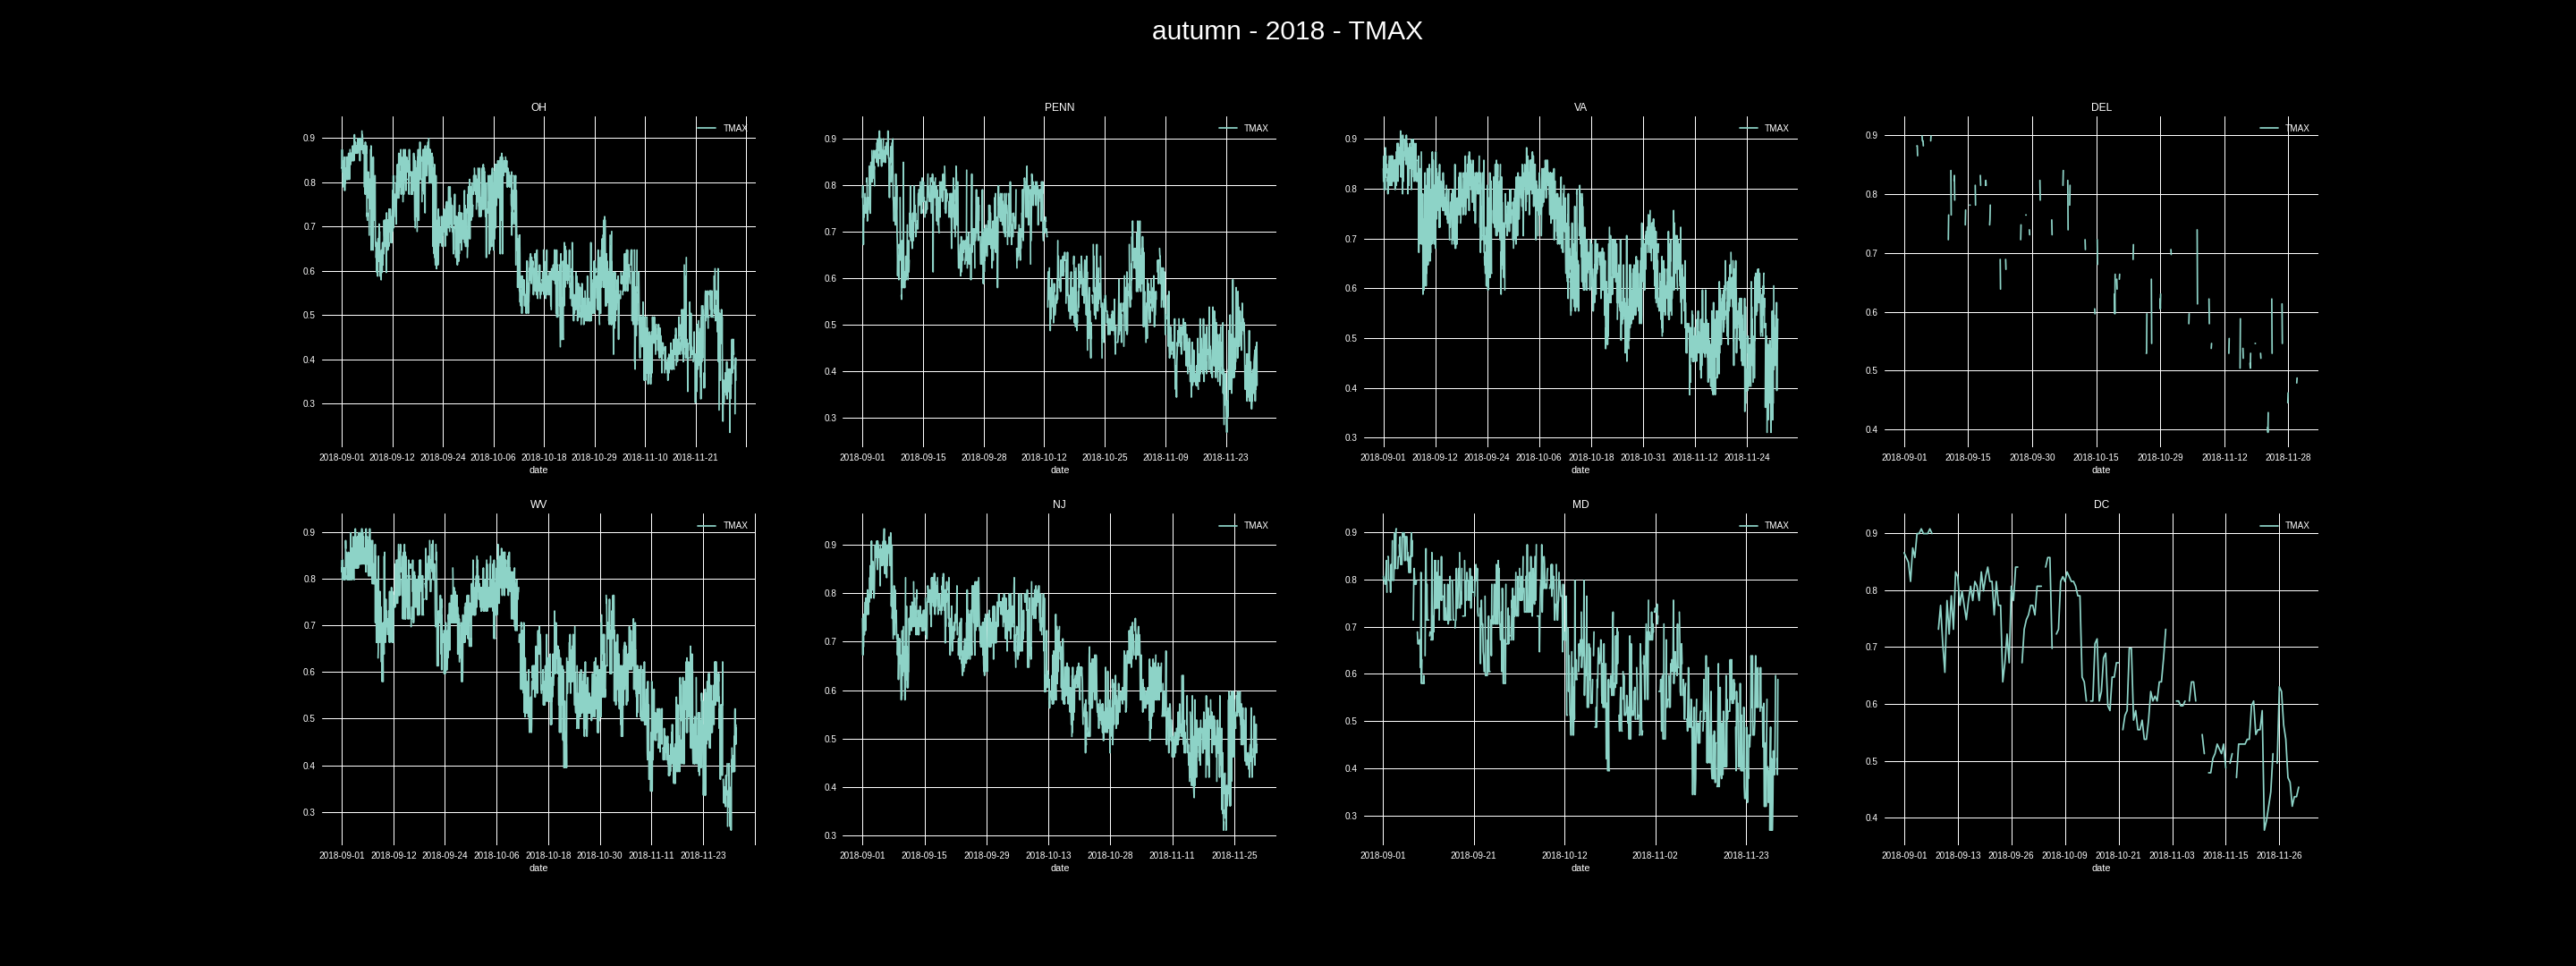 autumn - 2018 - TMAX
OH
TMAX
0.9
0.8
0.7
0.6
0.5
0.4
0.3
2018-09-01 2018-09-12 2018-09-24 2018-10-06 2018-10-18 2018-10-29 2018-11-10 2018-11-21
date
PENN
TMAX
0.9
0.8
0.7
0.6
0.5
0.4
0.3
2018-09-01 2018-09-15 2018-09-28 2018-10-12 2018-10-25 2018-11-09 2018-11-23
date
VA
TMAX
0.9
0.8
0.7
0.6
0.5
0.4
0.3
2018-09-01 2018-09-12 2018-09-24 2018-10-06 2018-10-18 2018-10-31 2018-11-12 2018-11-24
date
DEL
TMAX
0.9
0.8
0.7
0.6
0.5
0.4
2018-09-01 2018-09-15 2018-09-30 2018-10-15 2018-10-29 2018-11-12 2018-11-28
date
WV
TMAX
0.9
0.8
0.7
0.6
0.5
0.4
0.3
2018-09-01 2018-09-12 2018-09-24 2018-10-06 2018-10-18 2018-10-30 2018-11-11 2018-11-23
date
NJ
TMAX
0.9
0.8
0.7
0.6
0.5
0.4
0.3
2018-09-01 2018-09-15 2018-09-29 2018-10-13 2018-10-28 2018-11-11 2018-11-25
date
MD
TMAX
0.9
0.8
0.7
0.6
0.5
0.4
0.3
2018-09-01 2018-09-21 2018-10-12 2018-11-02 2018-11-23
date
DC
TMAX
0.9
0.8
0.7
0.6
0.5
0.4
2018-09-01 2018-09-13 2018-09-26 2018-10-09 2018-10-21 2018-11-03 2018-11-15 2018-11-26
date